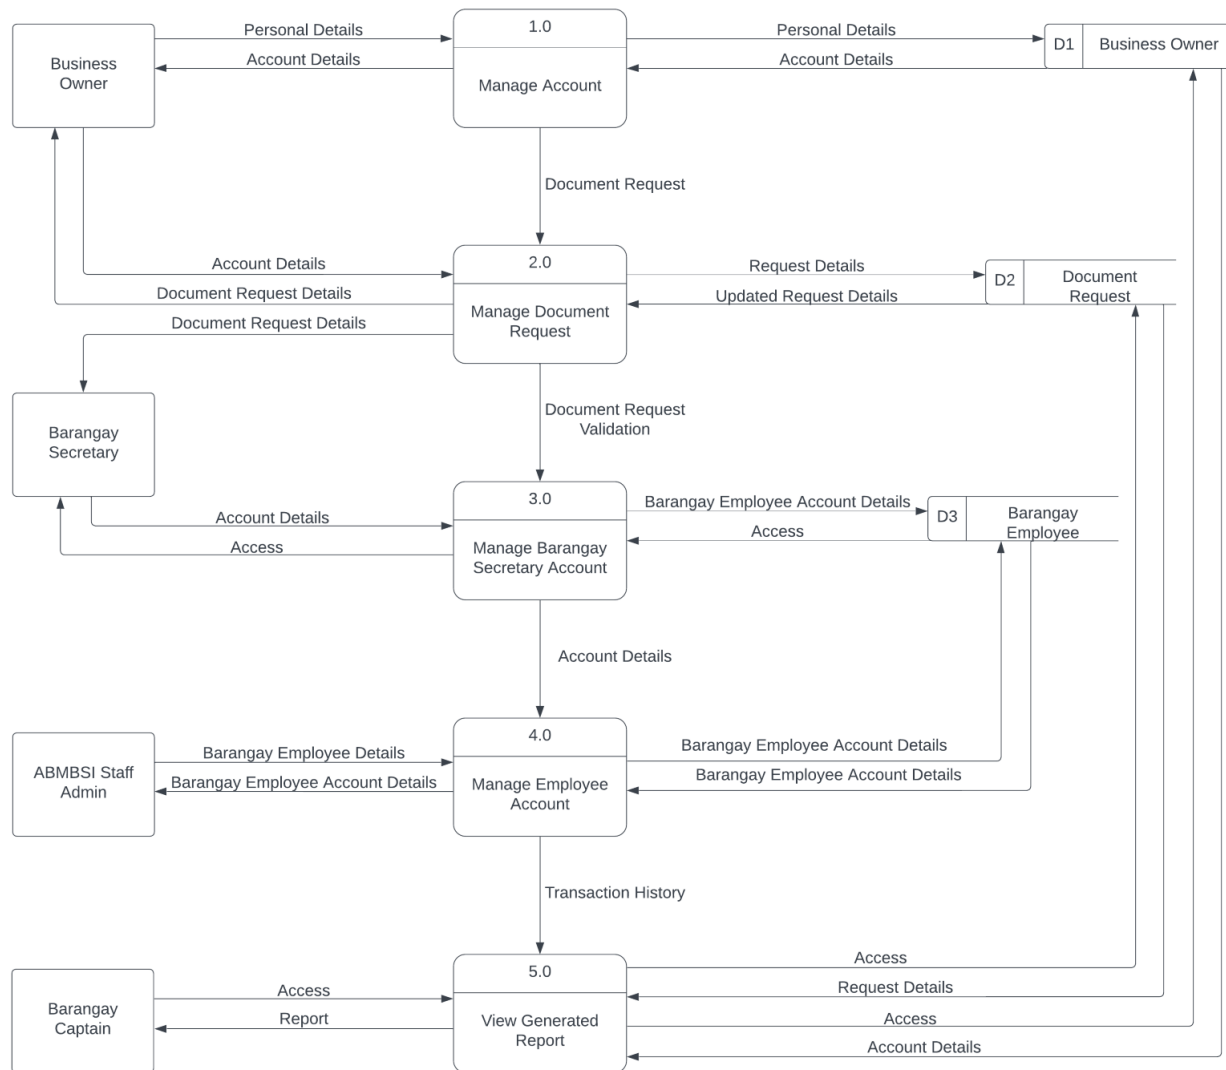 Personal Details
1.0
Personal Details
D1
Business Owner
Business
Owner
Account Details
Manage Account
Account Details
Document Request
Account Details
2.0
Request Details
D2
Document
Request
Document Request Details
Manage Document
Request
Updated Request Details
Document Request Details
Document Request
Validation
Barangay
Secretary
3.0
Barangay Employee Account Details
D3
Barangay
Employee
Account Details
Manage Barangay
Secretary Account
Access
Access
Account Details
4.0
ABMBSI Staff
Admin
Barangay Employee Details
Barangay Employee Account Details
Manage Employee
Account
Barangay Employee Account Details
Barangay Employee Account Details
Transaction History
5.0
Access
Barangay
Captain
Access
Request Details
Report
View Generated
Report
Access
Account Details